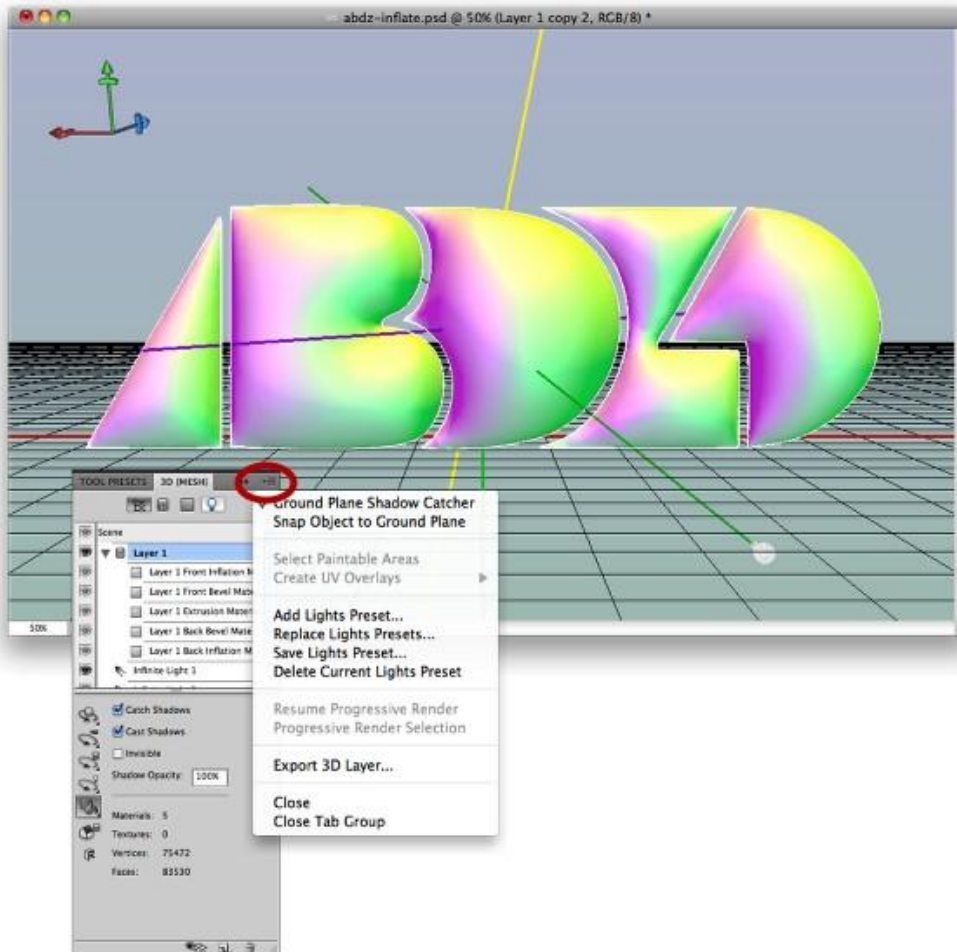 abdz-inflate.psd @ 50% (Layer 1 copy 2, RGB/8) *
ABDZ
TOOL PRESETS
3D {MESH}
Scene
Layer 1
Layer 1 Front Inflation M
Layer 1 Front Bevel Mate
Layer 1 Extrusion Materi
Layer 1 Back Bevel Mate
Layer 1 Back Inflation M
Infinite Light 1
Ground Plane Shadow Catcher
Snap Object to Ground Plane
Select Paintable Areas
Create UV Overlays
Add Lights Preset...
Replace Lights Presets...
Save Lights Preset...
Delete Current Lights Preset
Resume Progressive Render
Progressive Render Selection
Export 3D Layer...
Close
Close Tab Group
50%
Catch Shadows
Cast Shadows
Invisible
Shadow Opacity: 100%
Materials: 5
Textures: 0
Vertices: 75472
Faces: 83530